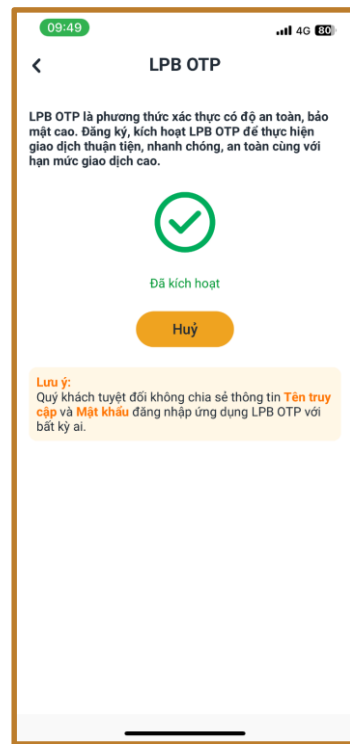 09:49
4G 80
LPB OTP
LPB OTP là phương thức xác thực có độ an toàn, bảo
mật cao. Đăng ký, kích hoạt LPB OTP để thực hiện
giao dịch thuận tiện, nhanh chóng, an toàn cùng với
hạn mức giao dịch cao.
Đã kích hoạt
Huỷ
Lưu ý:
Quý khách tuyệt đối không chia sẻ thông tin Tên truy
cập và Mật khẩu đăng nhập ứng dụng LPB OTP với
bất kỳ ai.